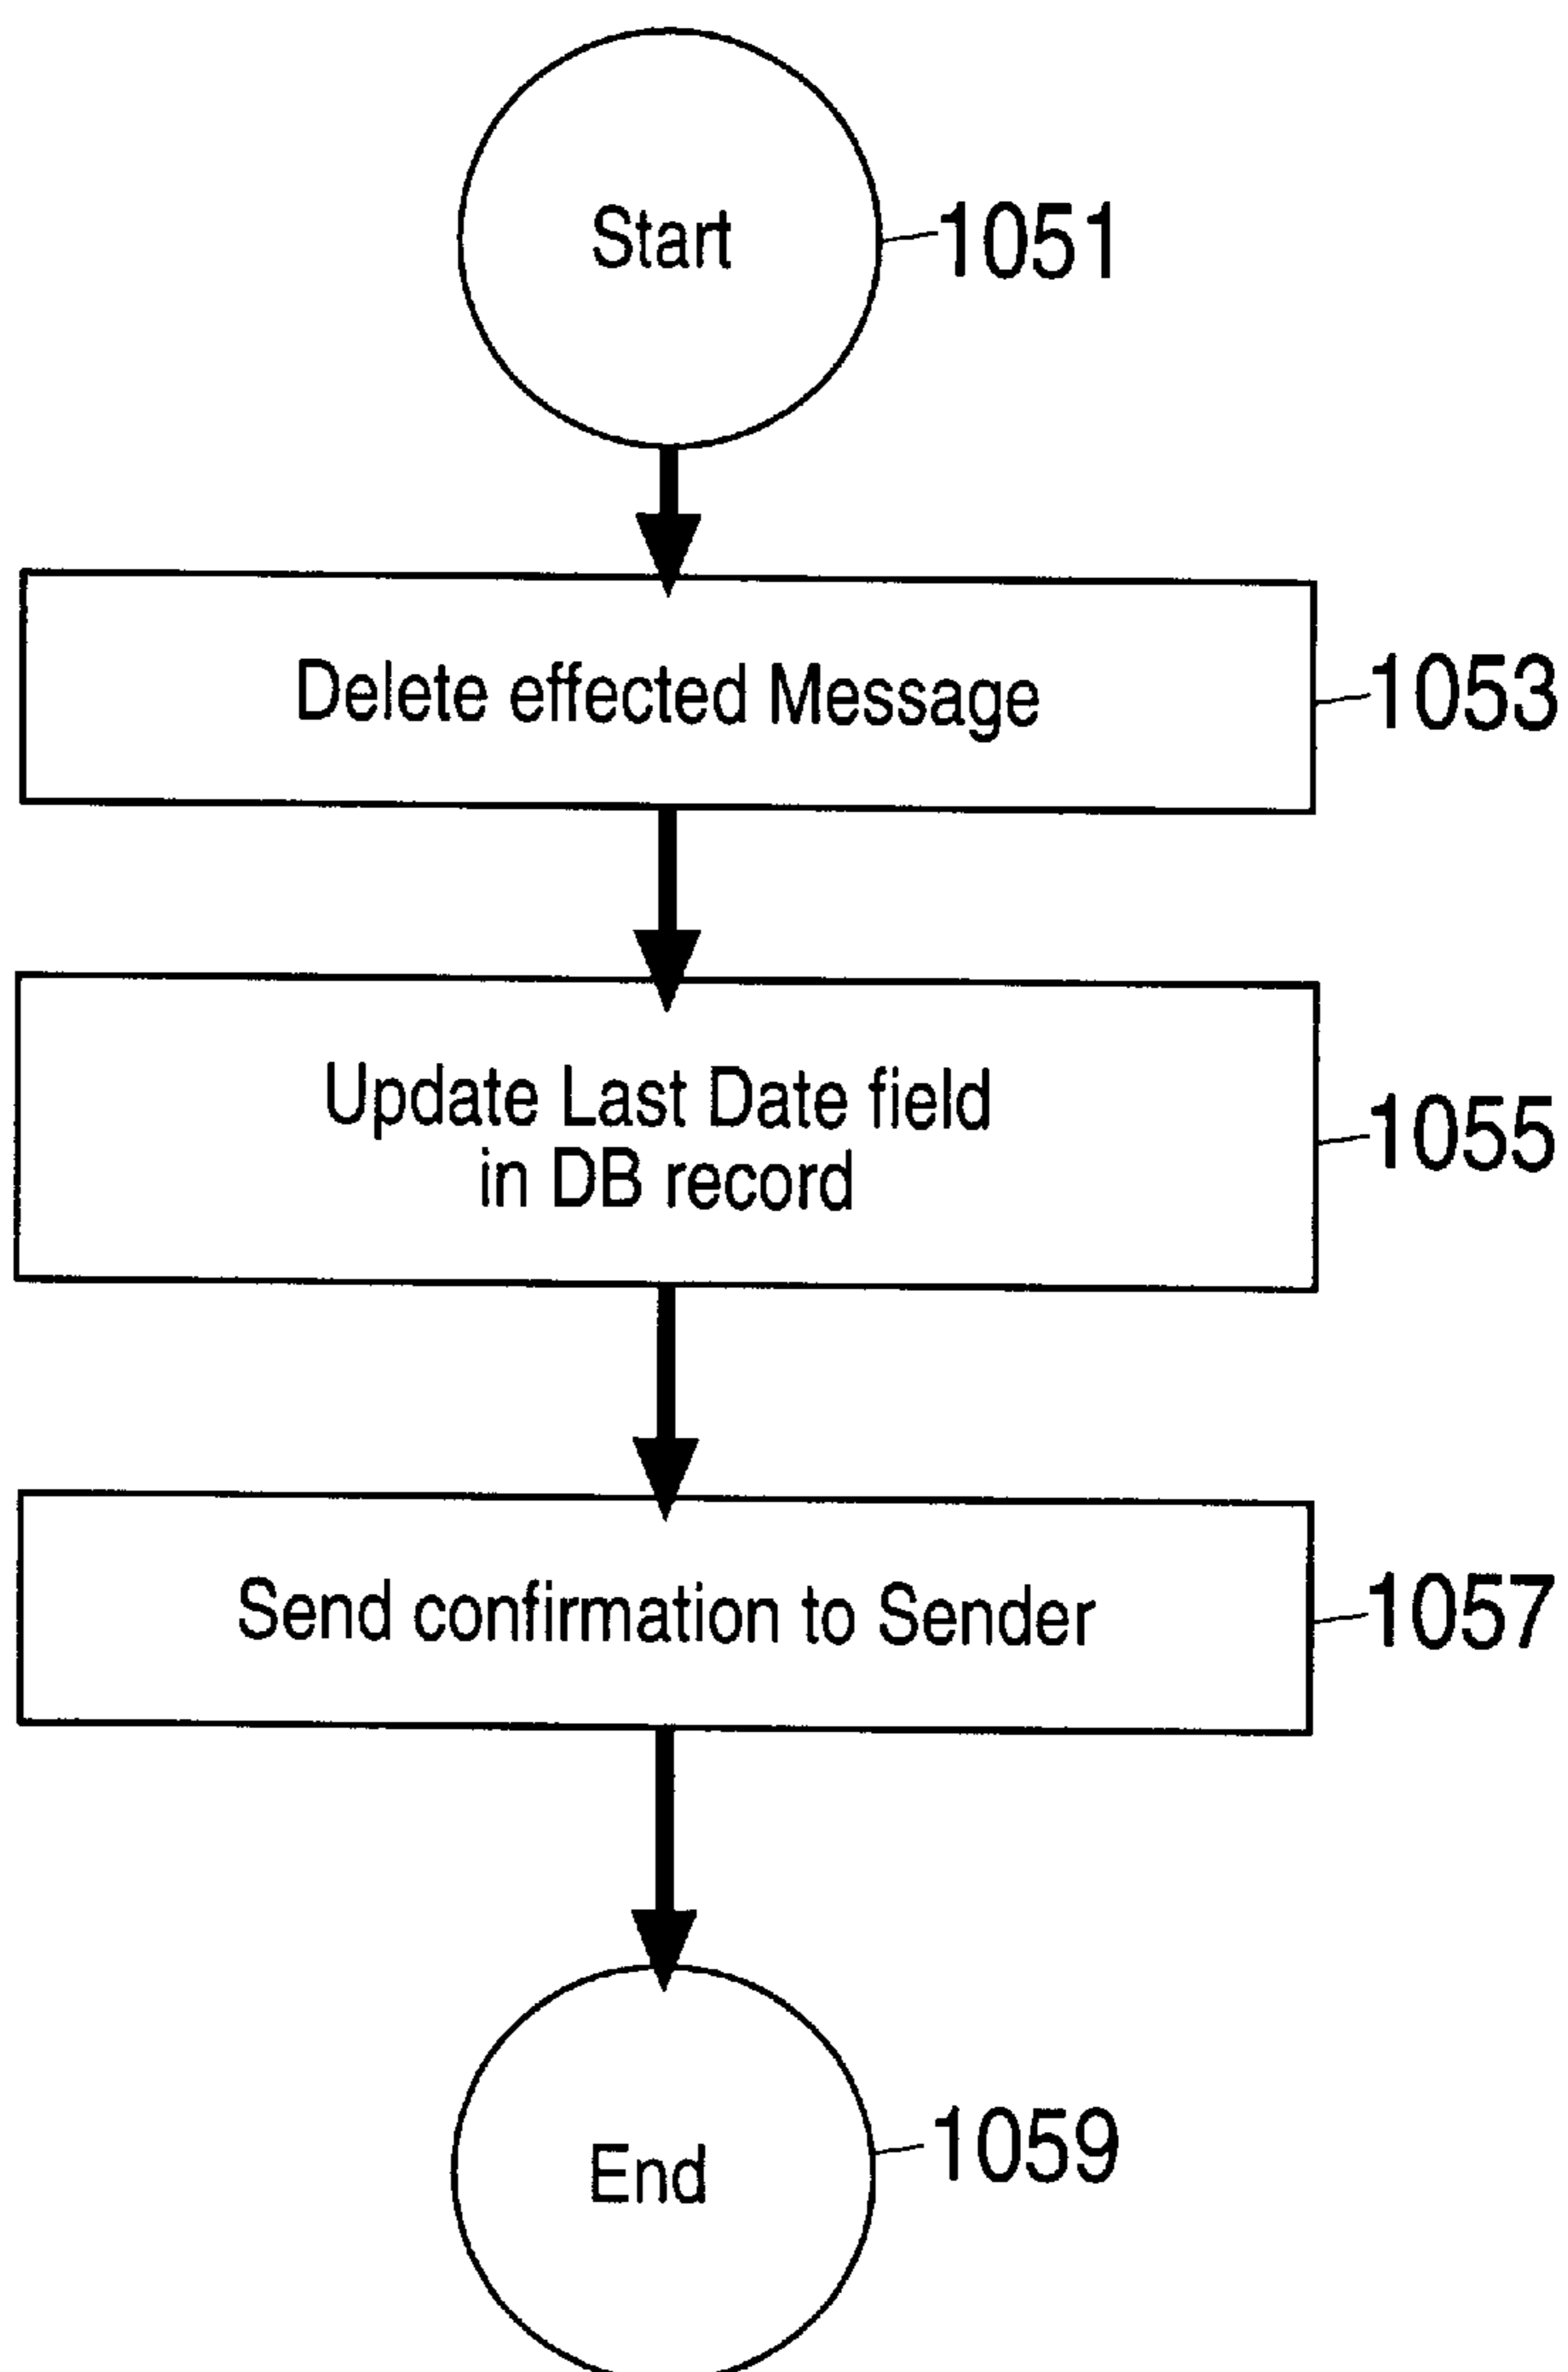 Start
1051
Delete effected Message
1053
Update Last Date field
in DB record
1055
Send confirmation to Sender
1057
End
1059